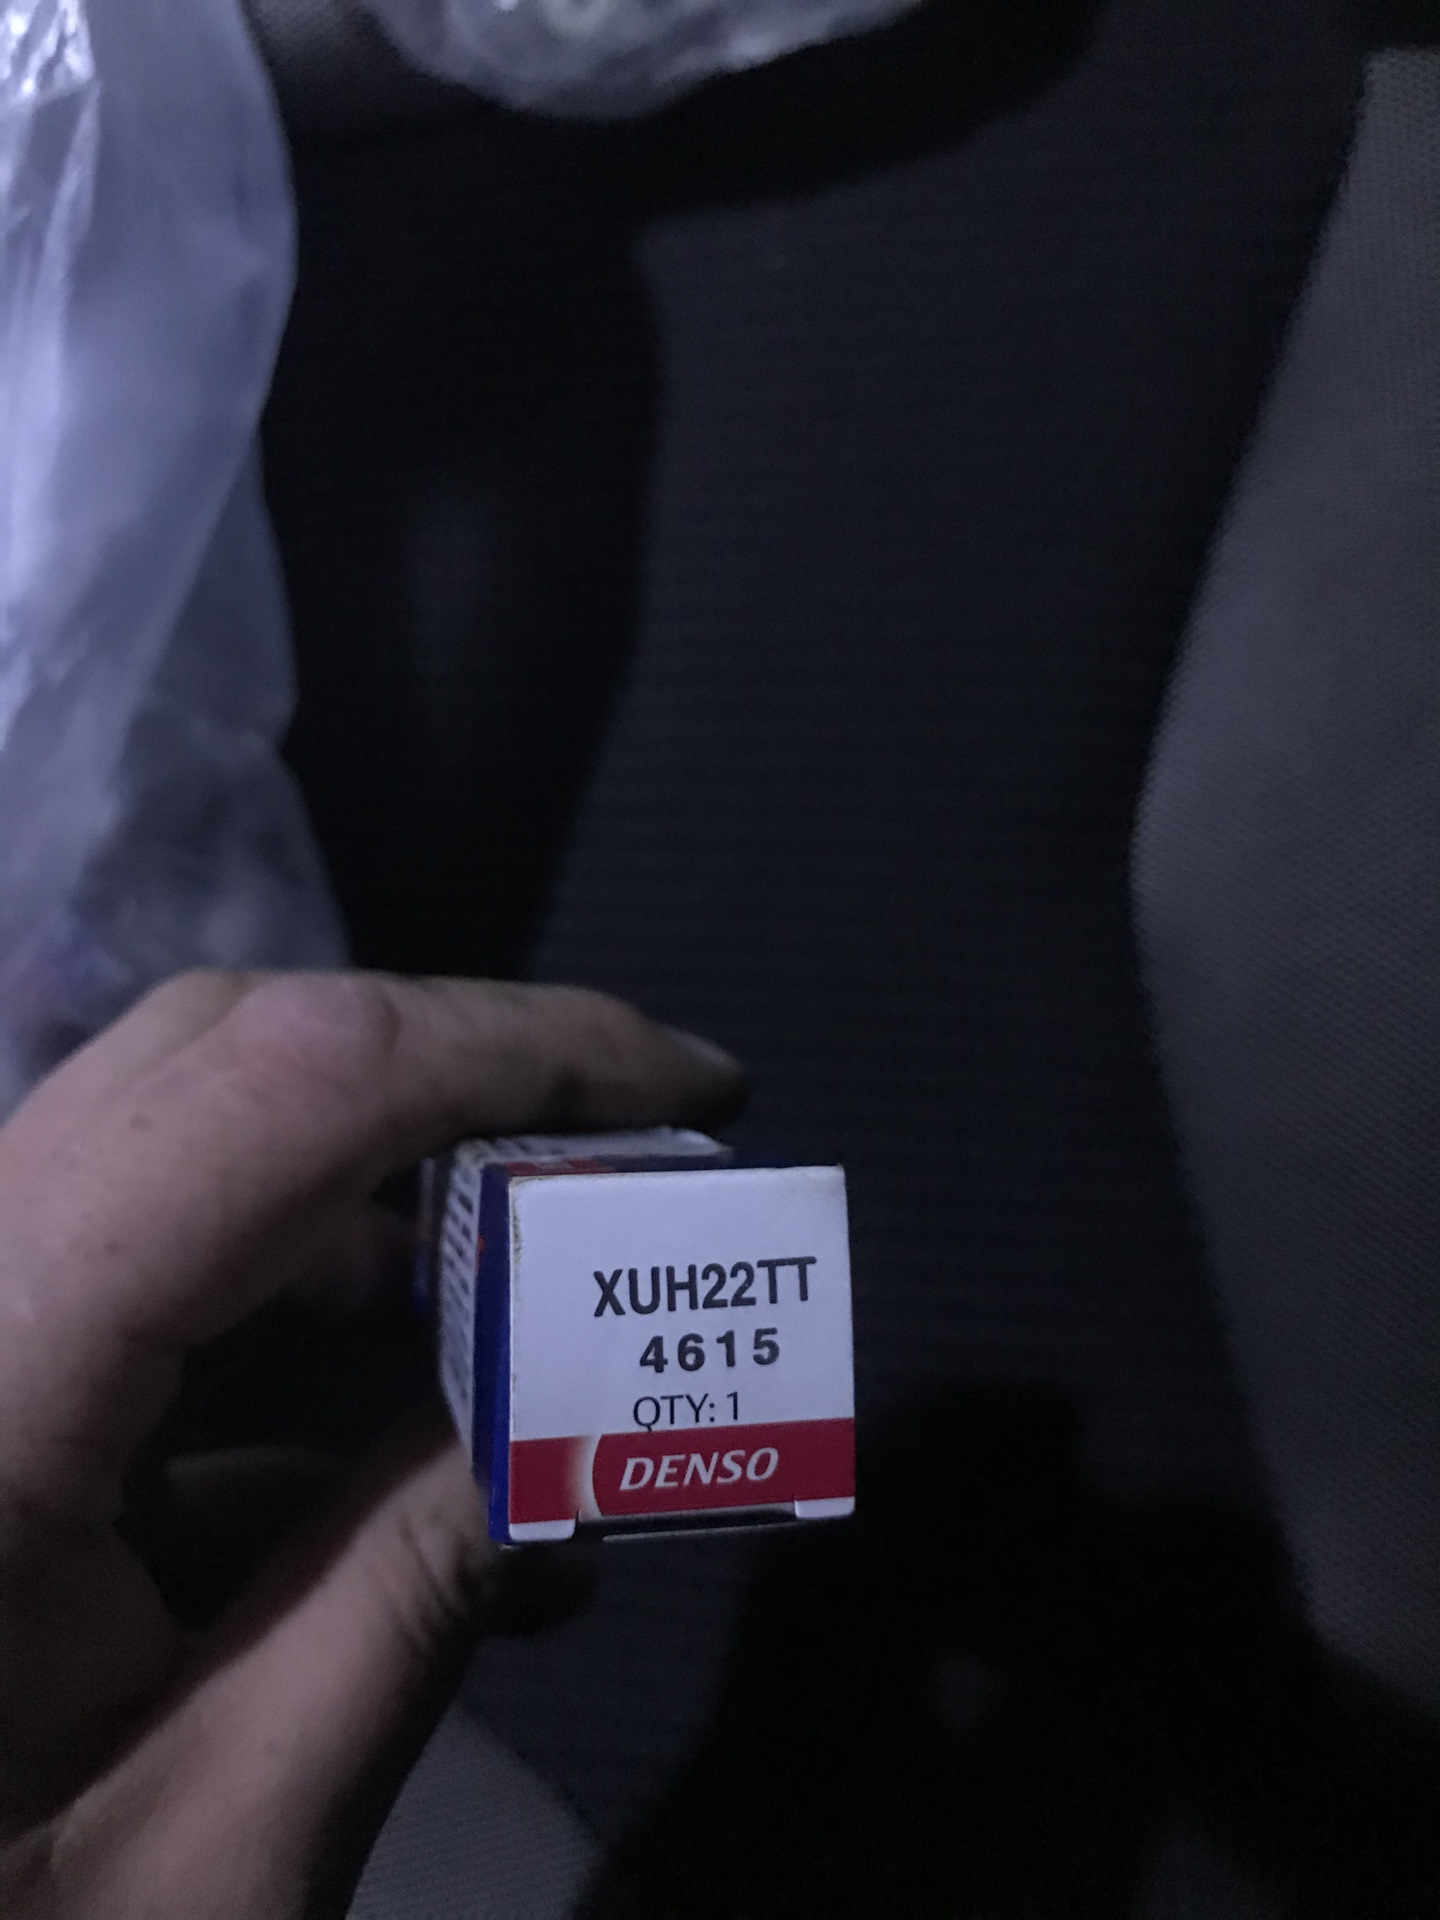 XUH22TT
4615
QTY: 1
DENSO